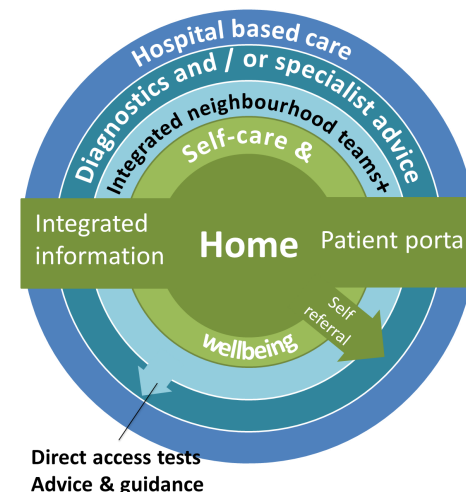 Hospital based care
Diagnostics and / or specialist advice
Integrated neighbourhood teams+
Self-care &
Integrated
information
Home
Patient porta
Self
referral
wellbeing
Direct access tests
Advice & guidance